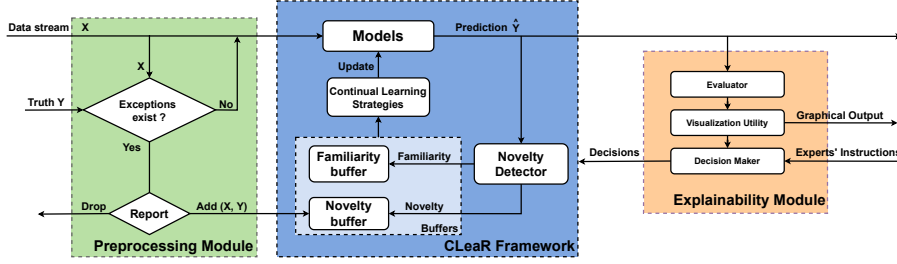 Data stream X
X
Truth Y
Exceptions
exist ?
No
Yes
Drop
Report
Add (X, Y)
Preprocessing Module
Models
Prediction Ŷ
Update
Continual Learning
Strategies
Familiarity
buffer
Familiarity
Novelty
Detector
Novelty
buffer
Novelty
Buffers
CLeaR Framework
Decisions
Evaluator
Visualization Utility
Graphical Output
Decision Maker
Experts' Instructions
Explainability Module